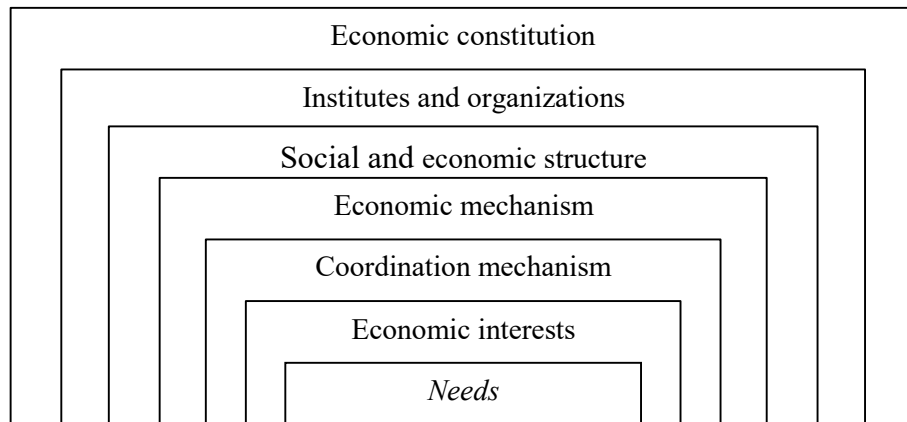 Economic constitution
Institutes and organizations
Social and economic structure
Economic mechanism
Coordination mechanism
Economic interests
Needs